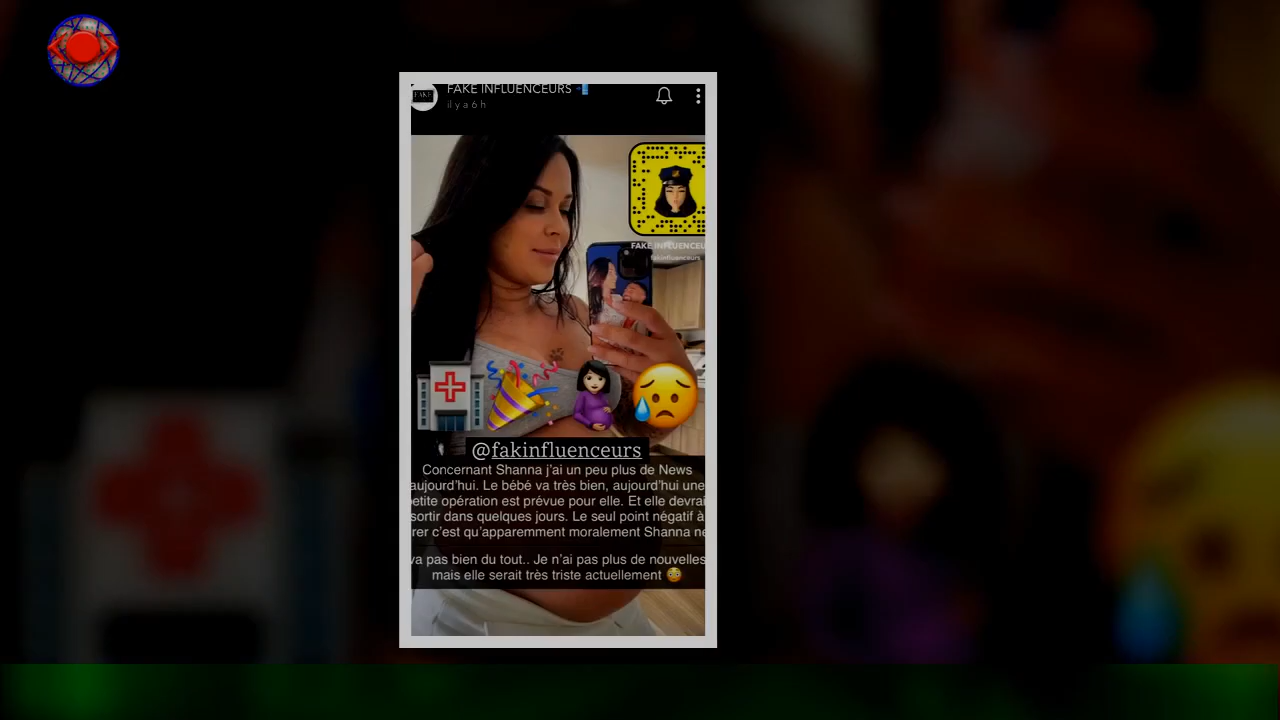 FAKE INFLUENCEURS
il y a 6 h
FAKE INFLUENCEU
fakinfluenceurs
@fakinfluenceurs
Concernant Shanna j'ai un peu plus de News
aujourd'hui. Le bébé va très bien, aujourd'hui une
etite opération est prévue pour elle. Et elle devrai
sortir dans quelques jours. Le seul point négatif à
rer c'est qu'apparemment moralement Shanna ne
va pas bien du tout.. Je n'ai pas plus de nouvelles
mais elle serait très triste actuellement 😳